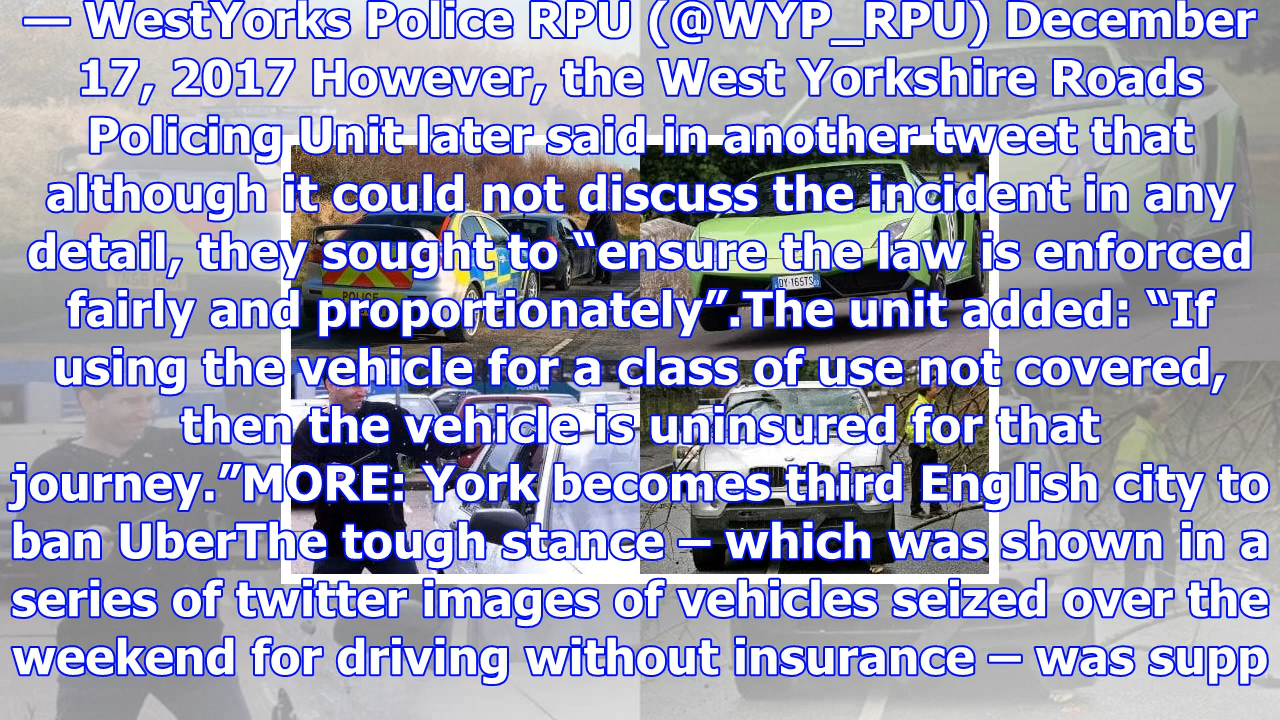 — WestYorks Police RPU (@WYP_RPU) December
17, 2017 However, the West Yorkshire Roads
Policing Unit later said in another tweet that
although it could not discuss the incident in any
detail, they sought to “ensure the law is enforced
fairly and proportionately”.The unit added: “If
using the vehicle for a class of use not covered,
then the vehicle is uninsured for that
journey.”MORE: York becomes third English city to
ban UberThe tough stance – which was shown in a
series of twitter images of vehicles seized over the
weekend for driving without insurance – was supp
DY·165TS
POLICE